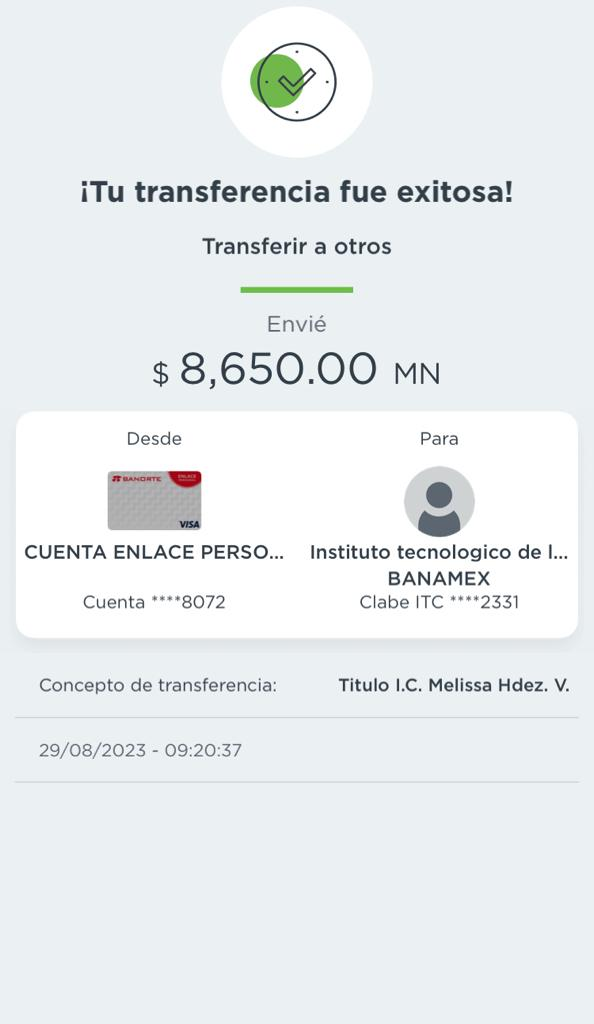 ¡Tu transferencia fue exitosa!
Transferir a otros
Envié
$ 8,650.00 MN
Desde
Para
BANORTE
ENLACE
VISA
CUENTA ENLACE PERSO...
Instituto tecnologico de l...
BANAMEX
Cuenta ****8072
Clabe ITC ****2331
Concepto de transferencia:
Titulo I.C. Melissa Hdez. V.
29/08/2023 - 09:20:37